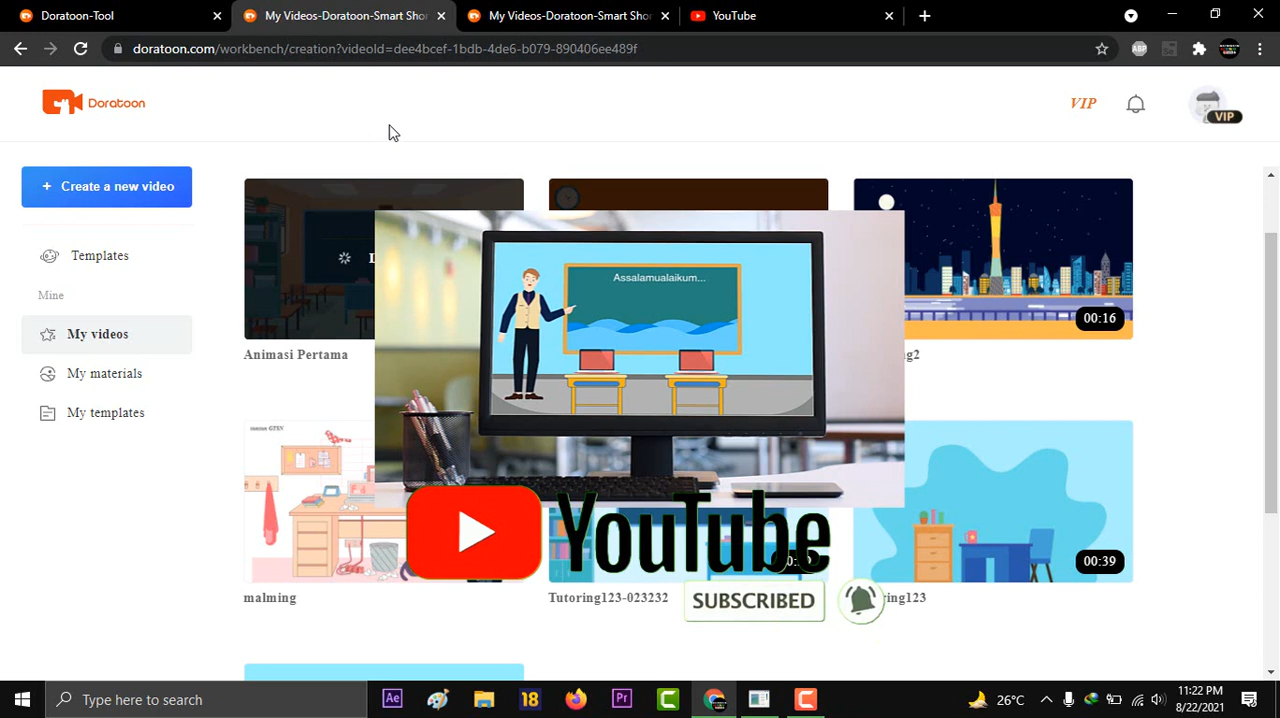 Doratoon-Tool
My Videos-Doratoon-Smart Shor
My Videos-Doratoon-Smart Shor
YouTube
doratoon.com/workbench/creation?videoId=dee4bcef-1bdb-4de6-b079-890406ee489f
ABP
Doratoon
VIP
VIP
+ Create a new video
Templates
Mine
My videos
My materials
My templates
Assalamualaikum...
00:16
Animasi Pertama
g2
00:39
YouTube
malming
Tutoring123-023232
ring123
SUBSCRIBED
Type here to search
Ae
18
Pr
C
C
26°C
11:22 PM
8/22/2021